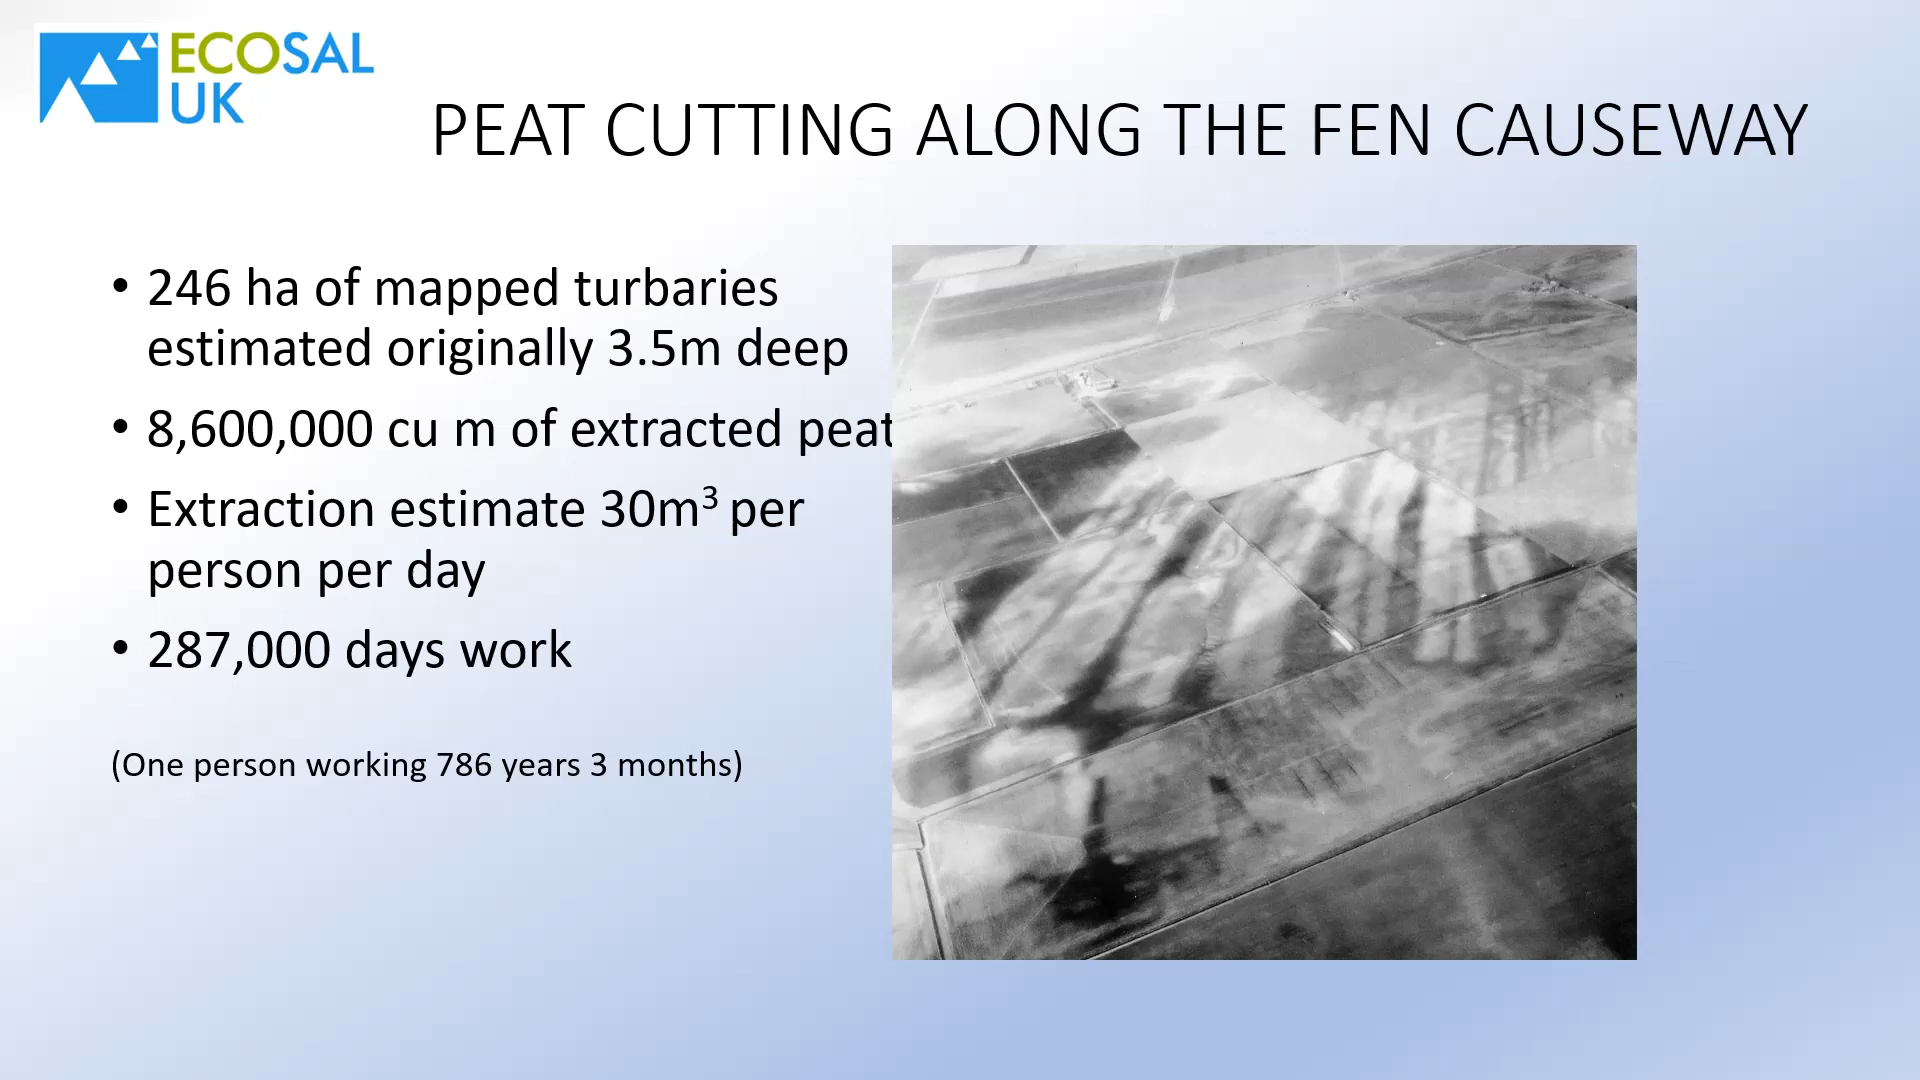 ECOSAL
UK
PEAT CUTTING ALONG THE FEN CAUSEWAY
• 246 ha of mapped turbaries
estimated originally 3.5m deep
• 8,600,000 cu m of extracted peat
• Extraction estimate 30m³ per
person per day
• 287,000 days work
(One person working 786 years 3 months)